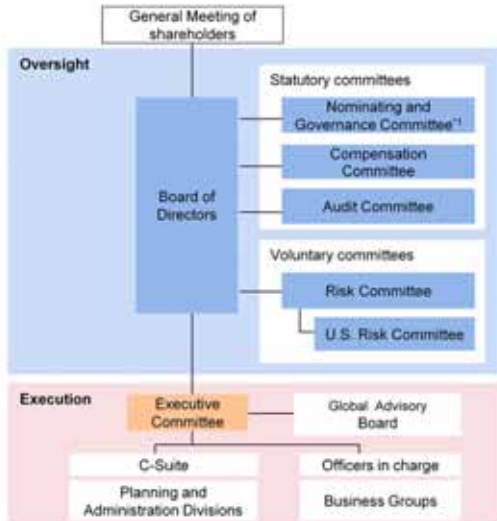 General Meeting of
shareholders
Oversight
Statutory committees
Nominating and
Governance Committee*1
Compensation
Committee
Board of
Directors
Audit Committee
Voluntary committees
Risk Committee
U.S. Risk Committee
Execution
Executive
Committee
Global Advisory
Board
C-Suite
Officers in charge
Planning and
Administration Divisions
Business Groups